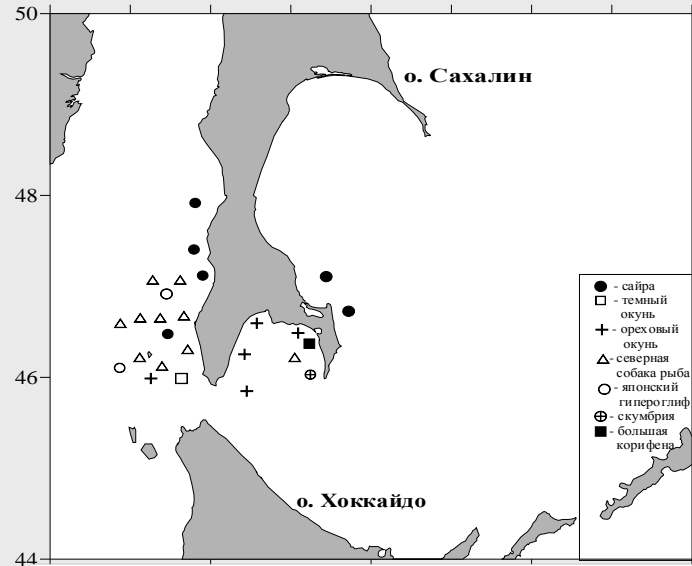 50
о. Сахалин
48
46
о. Хоккайдо
44
- сайра
- темный
окунь
- ореховый
окунь
- северная
собака рыба
- японский
гипероглиф
- скумбрия
- большая
корифена